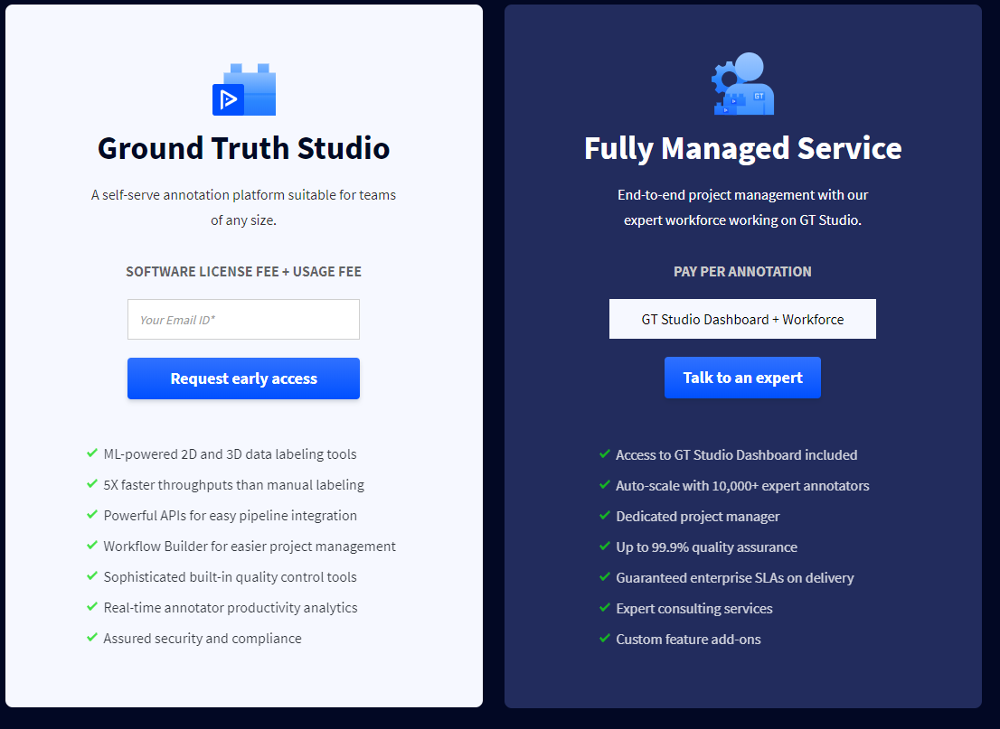 Ground Truth Studio
A self-serve annotation platform suitable for teams
of any size.
SOFTWARE LICENSE FEE + USAGE FEE
Your Email ID*
Request early access
ML-powered 2D and 3D data labeling tools
5X faster throughputs than manual labeling
Powerful APIs for easy pipeline integration
Workflow Builder for easier project management
Sophisticated built-in quality control tools
Real-time annotator productivity analytics
Assured security and compliance
GT
Fully Managed Service
End-to-end project management with our
expert workforce working on GT Studio.
PAY PER ANNOTATION
GT Studio Dashboard + Workforce
Talk to an expert
Access to GT Studio Dashboard included
Auto-scale with 10,000+ expert annotators
Dedicated project manager
Up to 99.9% quality assurance
Guaranteed enterprise SLAs on delivery
Expert consulting services
Custom feature add-ons